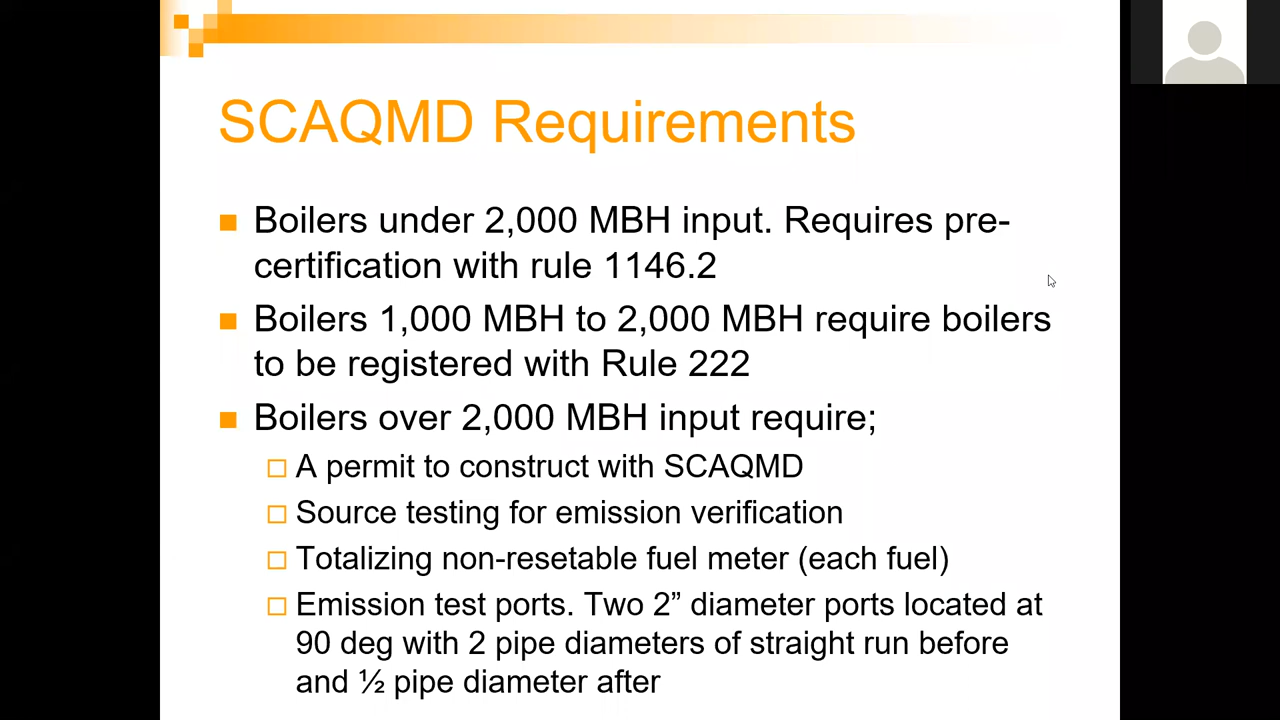 SCAQMD Requirements
Boilers under 2,000 MBH input. Requires pre-
certification with rule 1146.2
Boilers 1,000 MBH to 2,000 MBH require boilers
to be registered with Rule 222
Boilers over 2,000 MBH input require;
A permit to construct with SCAQMD
Source testing for emission verification
Totalizing non-resetable fuel meter (each fuel)
Emission test ports. Two 2” diameter ports located at
90 deg with 2 pipe diameters of straight run before
and ½ pipe diameter after